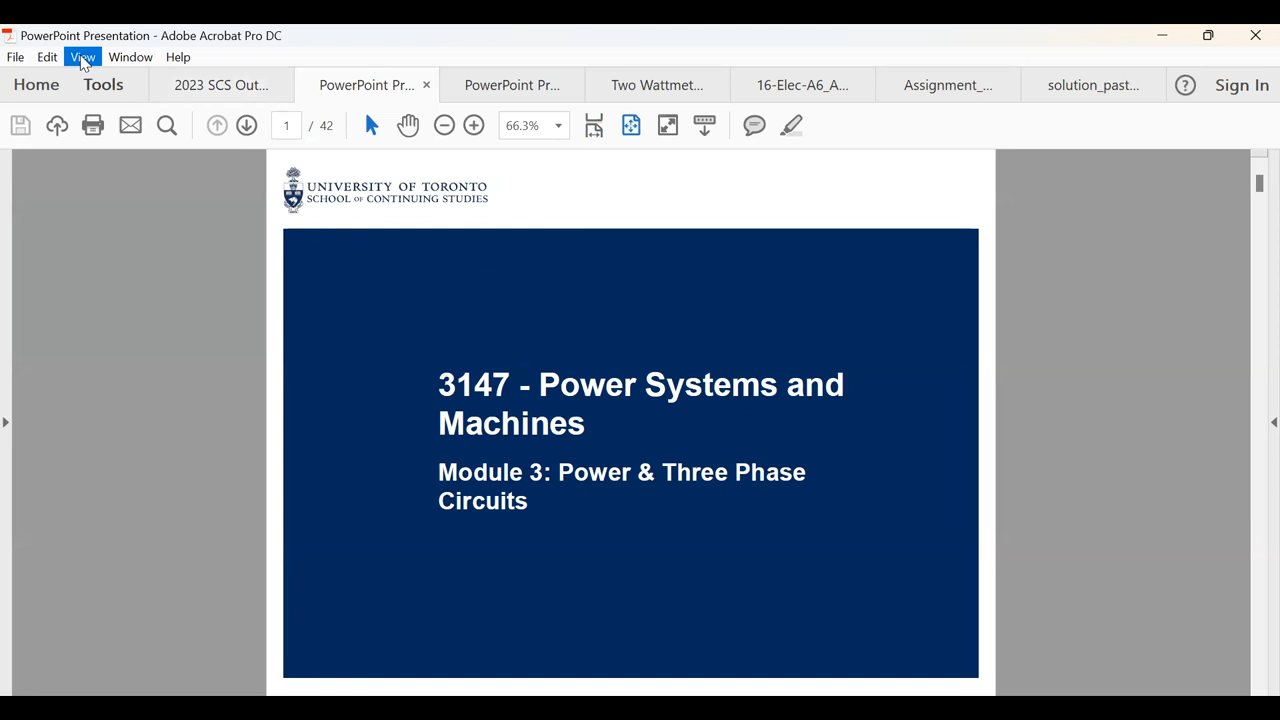 PowerPoint Presentation - Adobe Acrobat Pro DC
File Edit View Window Help
Home Tools 2023 SCS Out... PowerPoint Pr... × PowerPoint Pr... Two Wattmet... 16-Elec-A6_A... Assignment_... solution_past... Sign In
1 / 42 66.3%
UNIVERSITY OF TORONTO
SCHOOL OF CONTINUING STUDIES
3147 - Power Systems and
Machines
Module 3: Power & Three Phase
Circuits